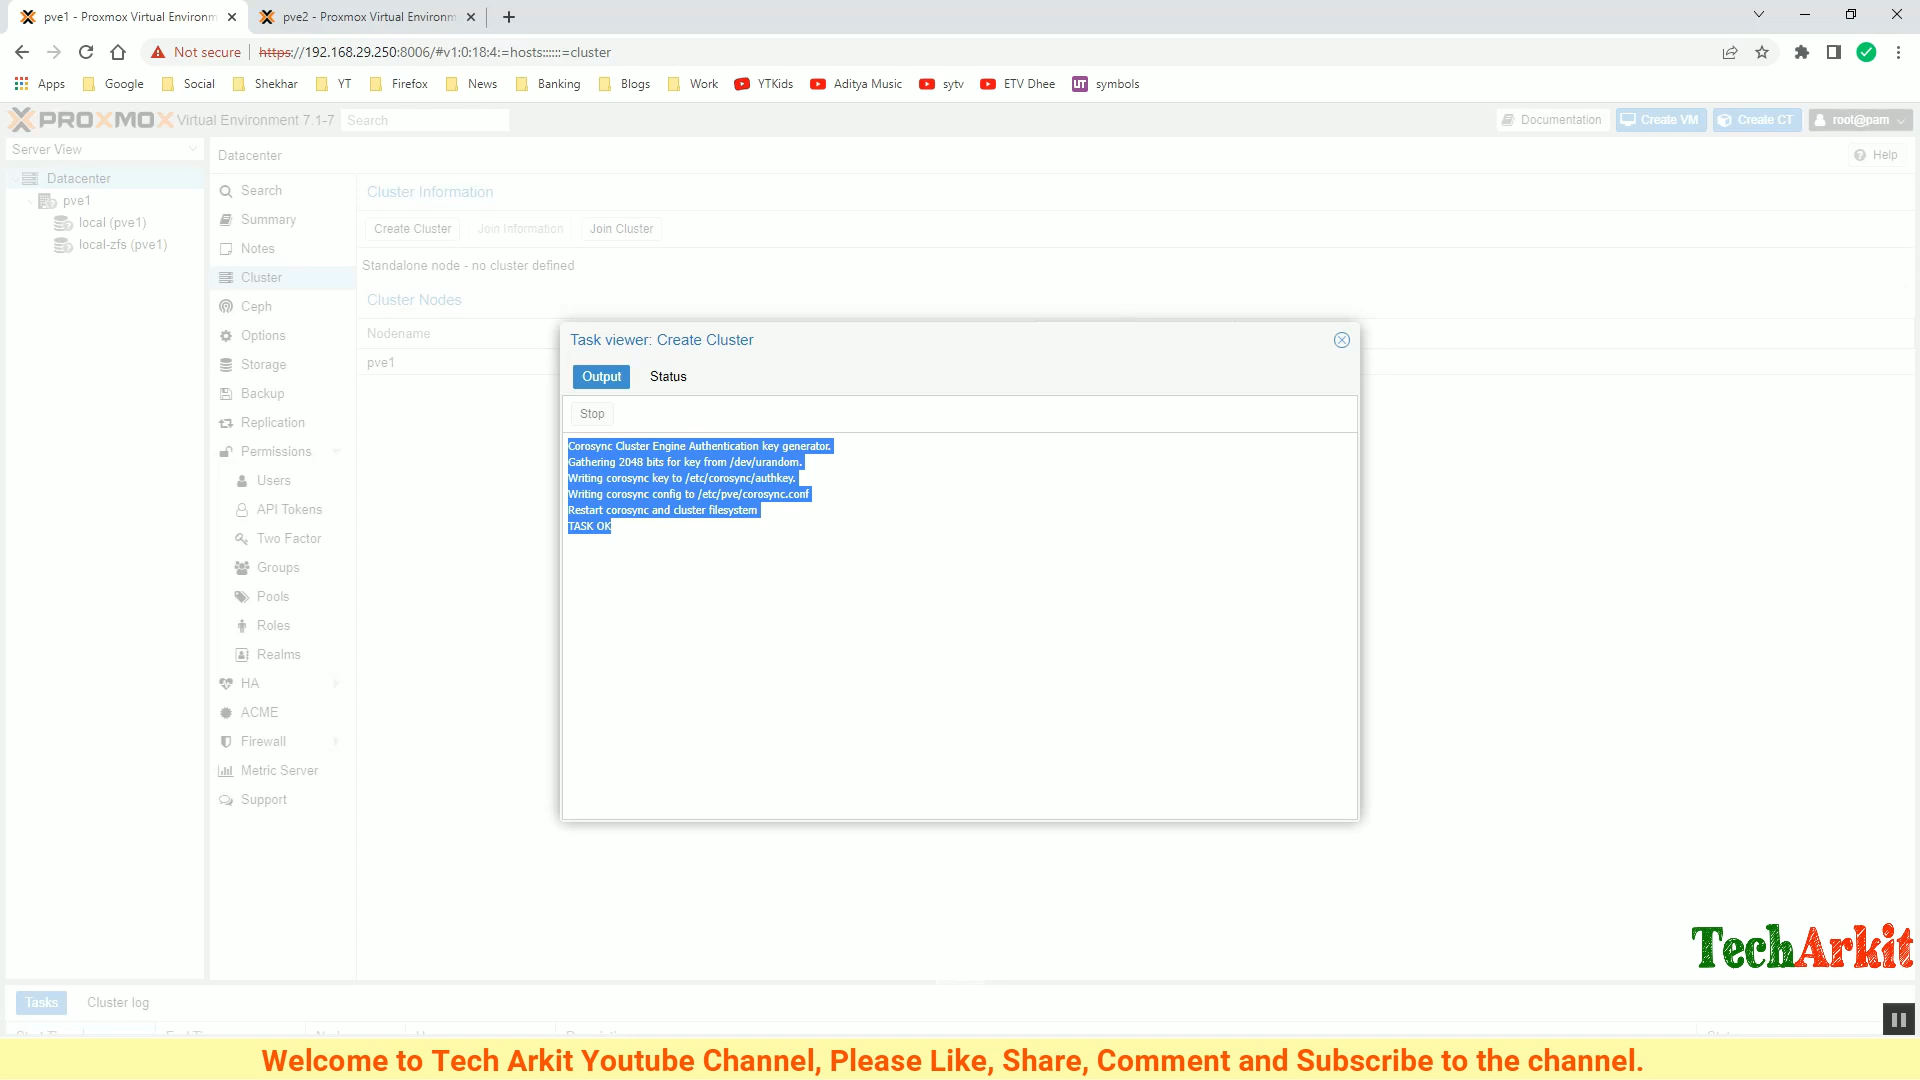 pve1 - Proxmox Virtual Environm
pve2 - Proxmox Virtual Environm
Not secure
https://192.168.29.250:8006/#v1:0:18:4:=hosts::::::=cluster
Apps
Google
Social
Shekhar
YT
Firefox
News
Banking
Blogs
Work
YTKids
Aditya Music
sytv
ETV Dhee
UT
symbols
PROXMOX Virtual Environment 7.1-7
Search
Documentation
Create VM
Create CT
root@pam
Server View
Datacenter
pve1
local (pve1)
local-zfs (pve1)
Datacenter
Help
Search
Summary
Notes
Cluster
Ceph
Options
Storage
Backup
Replication
Permissions
Users
API Tokens
Two Factor
Groups
Pools
Roles
Realms
HA
ACME
Firewall
Metric Server
Support
Cluster Information
Create Cluster
Join Information
Join Cluster
Standalone node - no cluster defined
Cluster Nodes
Nodename
pve1
Task viewer: Create Cluster
Output
Status
Stop
Corosync Cluster Engine Authentication key generator.
Gathering 2048 bits for key from /dev/urandom.
Writing corosync key to /etc/corosync/authkey.
Writing corosync config to /etc/pve/corosync.conf
Restart corosync and cluster filesystem
TASK OK
TechArkit
Tasks
Cluster log
Welcome to Tech Arkit Youtube Channel, Please Like, Share, Comment and Subscribe to the channel.